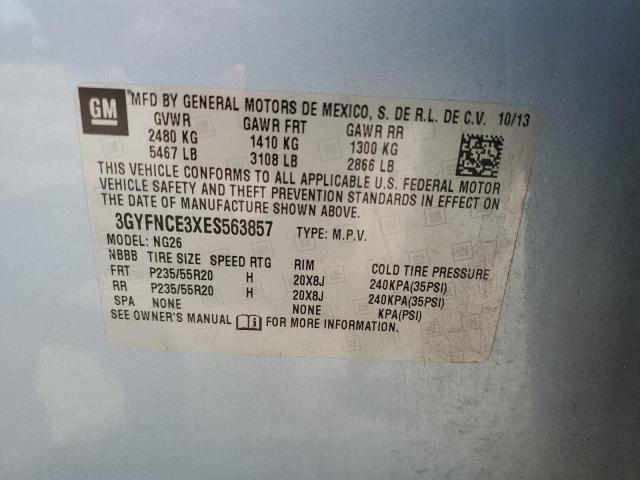 GM MFD BY GENERAL MOTORS DE MEXICO, S. DE R.L. DE C.V. 10/13
GVWR GAWR FRT GAWR RR
2480 KG 1410 KG 1300 KG
5467 LB 3108 LB 2866 LB
THIS VEHICLE CONFORMS TO ALL APPLICABLE U.S. FEDERAL MOTOR
VEHICLE SAFETY AND THEFT PREVENTION STANDARDS IN EFFECT ON
THE DATE OF MANUFACTURE SHOWN ABOVE.
3GYFNCE3XES563857 TYPE: M.P.V.
MODEL: NG26
NBBB TIRE SIZE SPEED RTG RIM COLD TIRE PRESSURE
FRT P235/55R20 H 20X8J 240KPA(35PSI)
RR P235/55R20 H 20X8J 240KPA(35PSI)
SPA NONE NONE KPA(PSI)
SEE OWNER'S MANUAL FOR MORE INFORMATION.